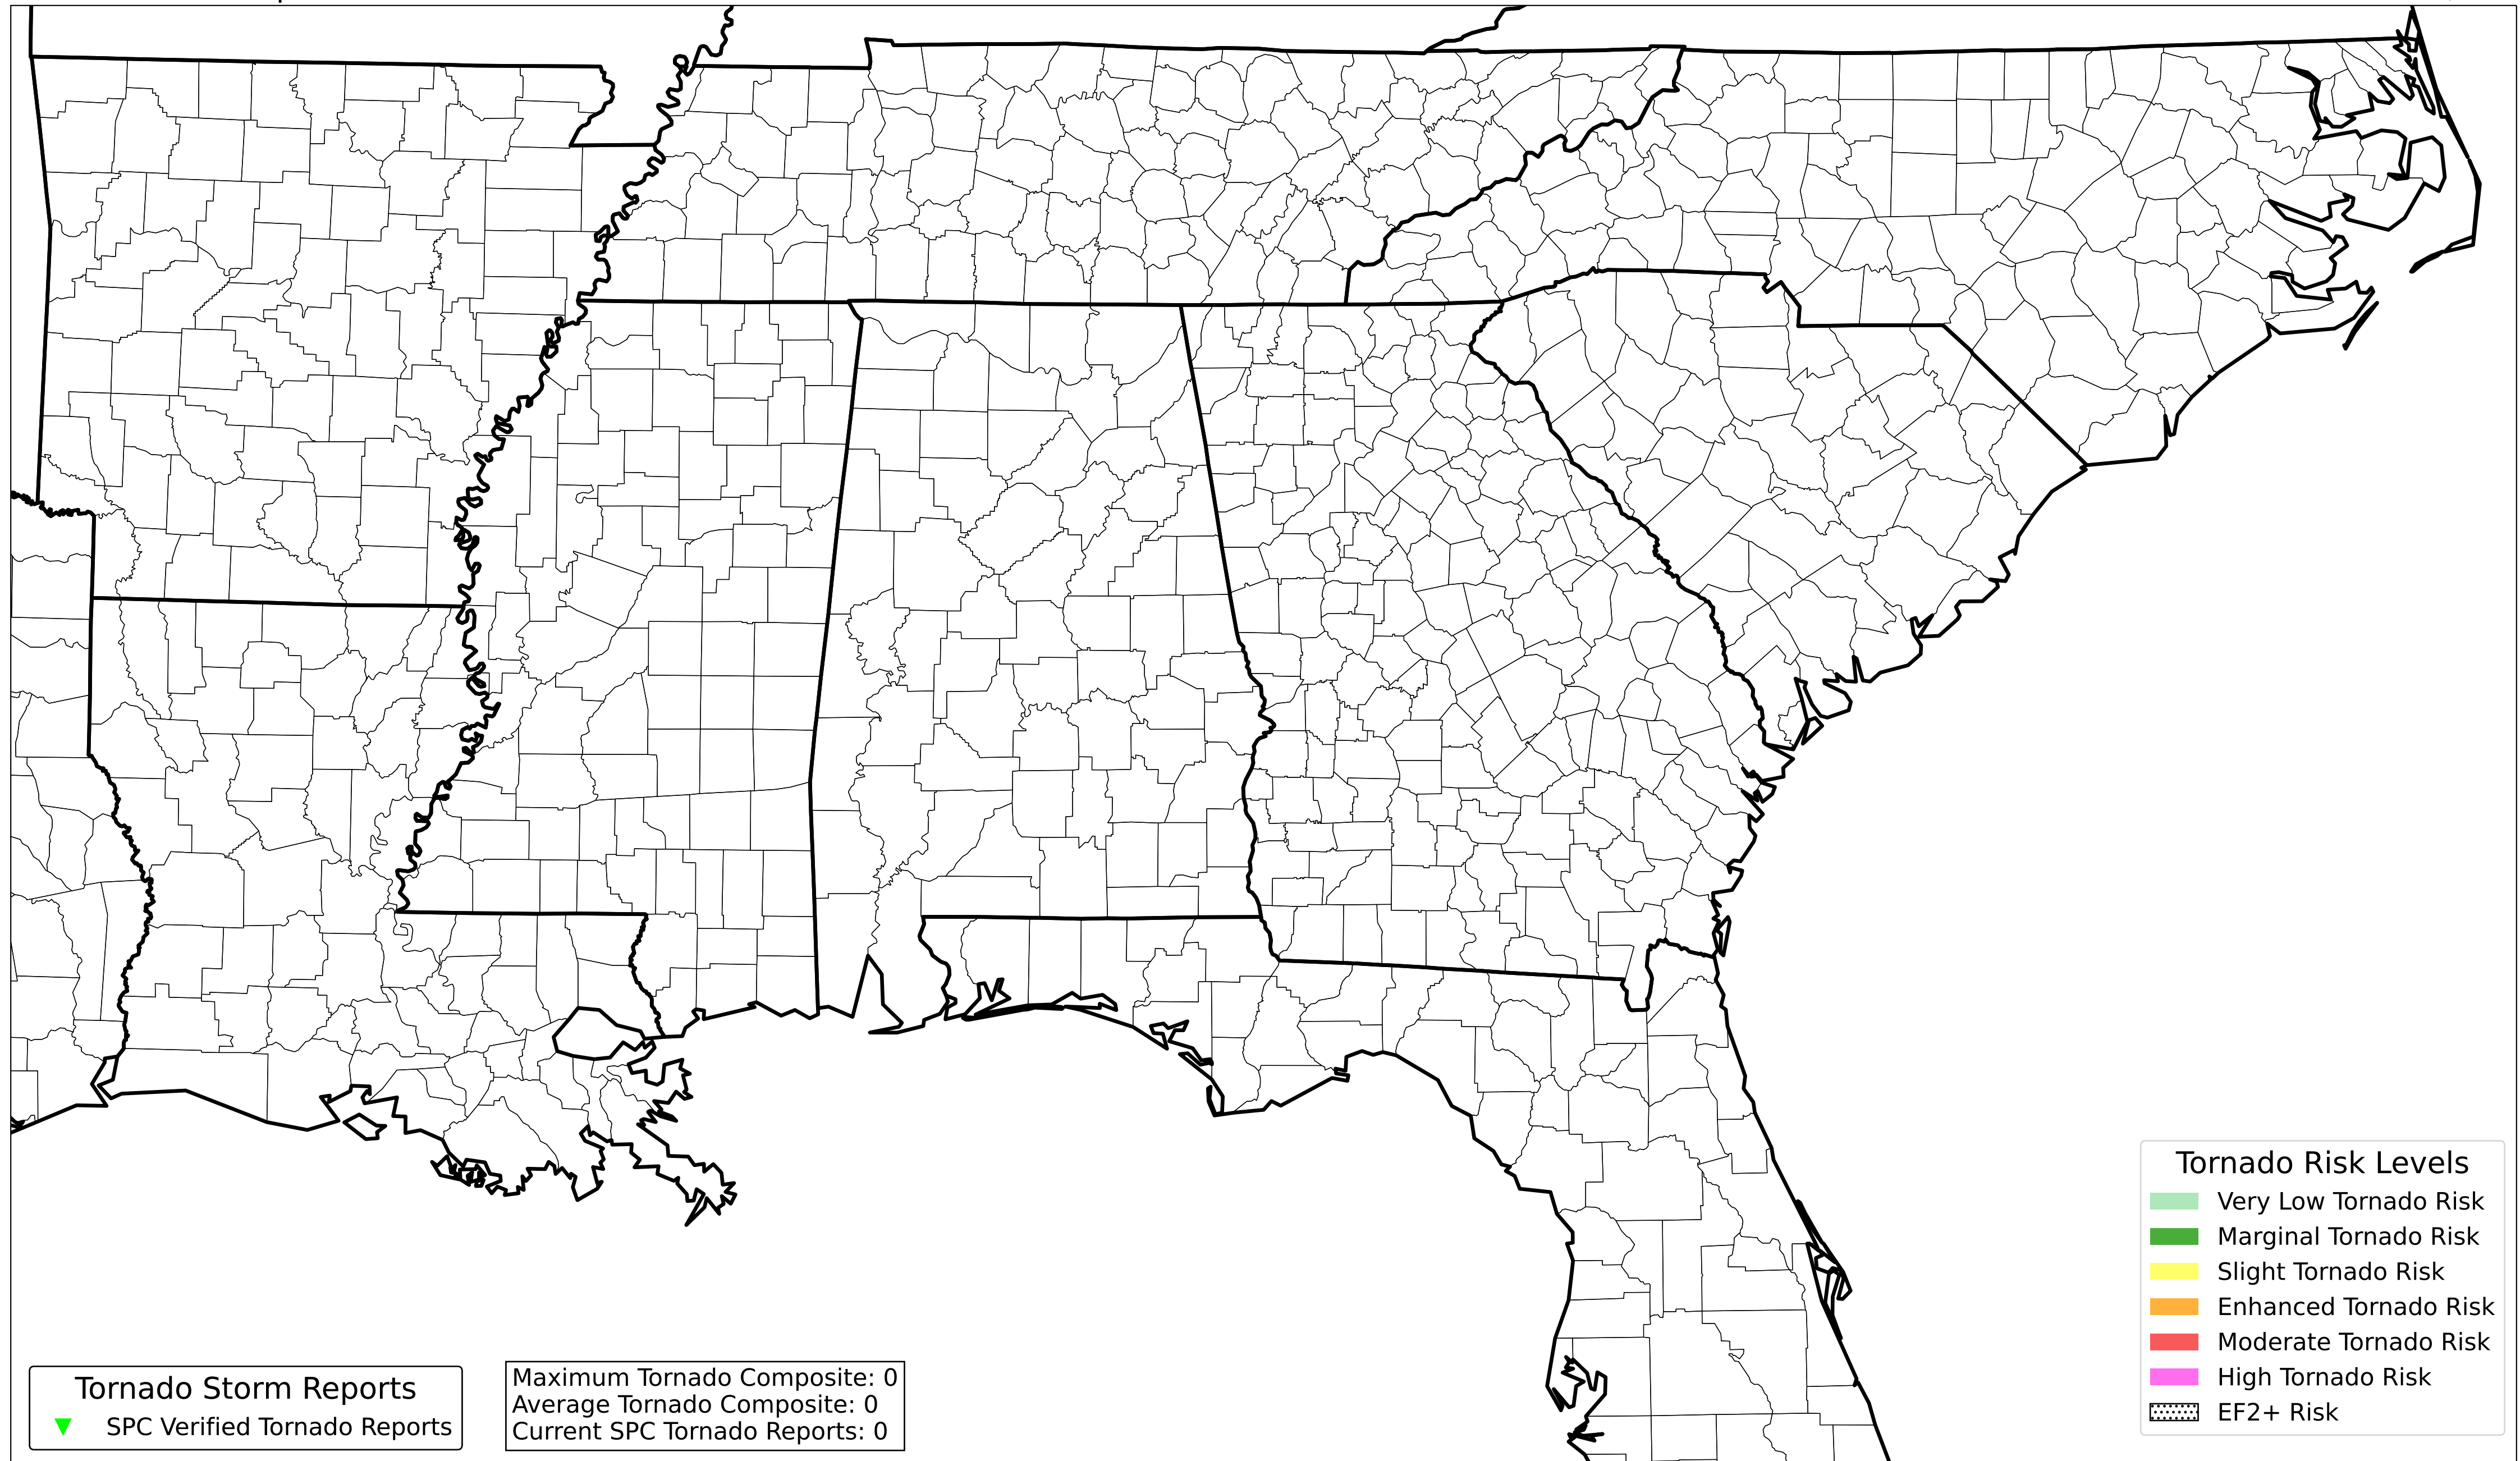 Tornado Risk Levels
Very Low Tornado Risk
Marginal Tornado Risk
Slight Tornado Risk
Enhanced Tornado Risk
Moderate Tornado Risk
High Tornado Risk
EF2+ Risk
Tornado Storm Reports
SPC Verified Tornado Reports
Maximum Tornado Composite: 0
Average Tornado Composite: 0
Current SPC Tornado Reports: 0